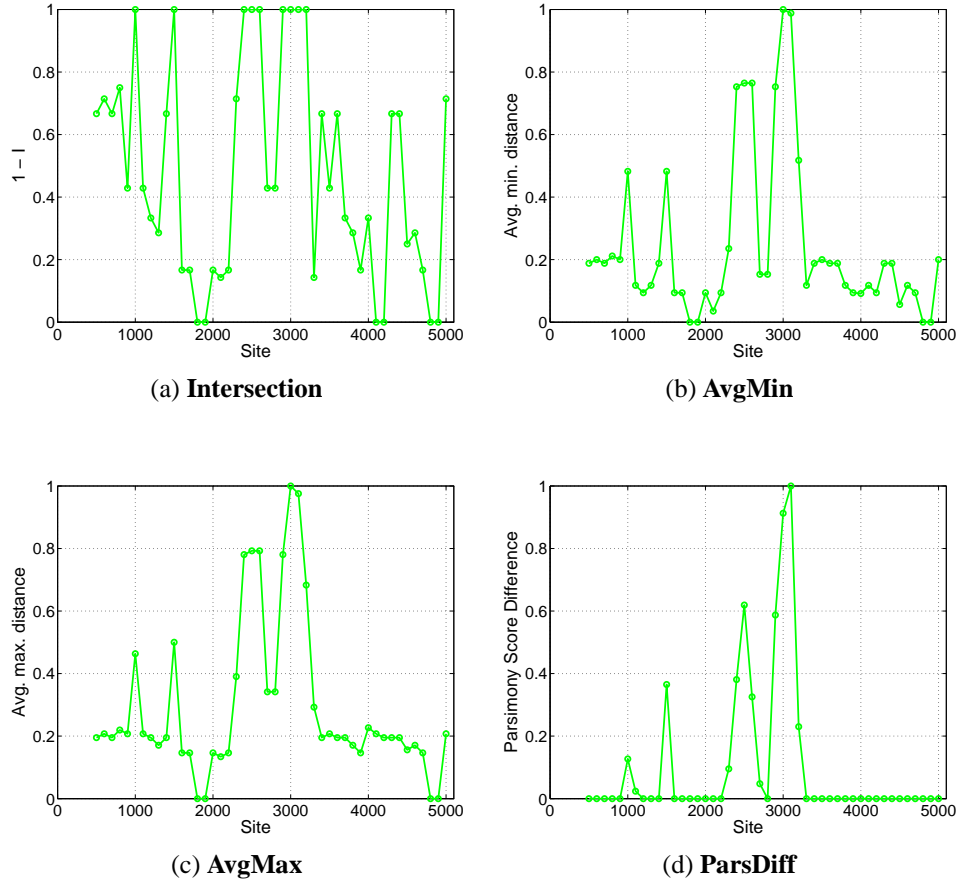 1
0.8
0.6
0.4
0.2
0
1 − I
0 1000 2000 3000 4000 5000
Site
(a) Intersection
1
0.8
0.6
0.4
0.2
0
Avg. min. distance
0 1000 2000 3000 4000 5000
Site
(b) AvgMin
1
0.8
0.6
0.4
0.2
0
Avg. max. distance
0 1000 2000 3000 4000 5000
Site
(c) AvgMax
1
0.8
0.6
0.4
0.2
0
Parsimony Score Difference
0 1000 2000 3000 4000 5000
Site
(d) ParsDiff